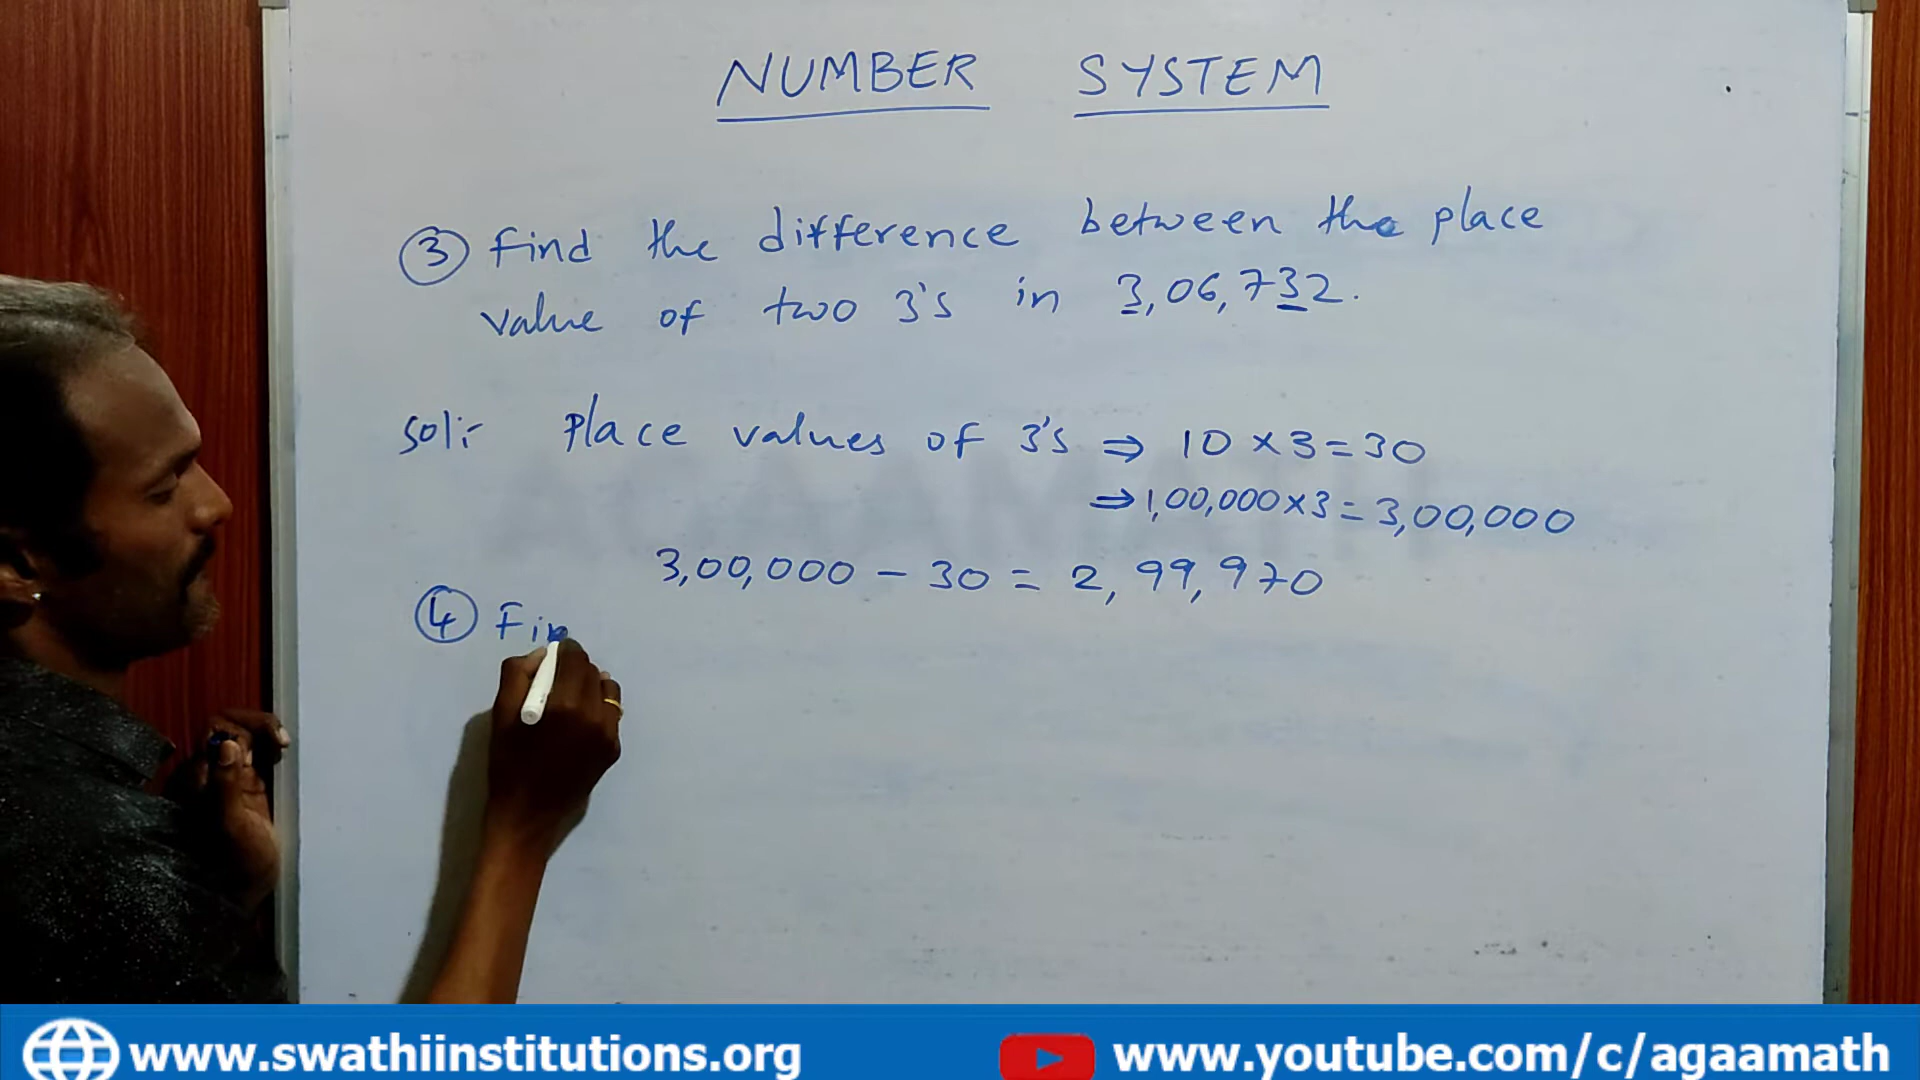 NUMBER SYSTEM
3 Find the difference between the place
value of two 3's in 3,06,732.
Sol:- Place values of 3's ⇒ 10 × 3 = 30
⇒ 1,00,000 × 3 = 3,00,000
3,00,000 - 30 = 2,99,970
4 Fin
AGAAMATH
www.swathiinstitutions.org www.youtube.com/c/agaamath